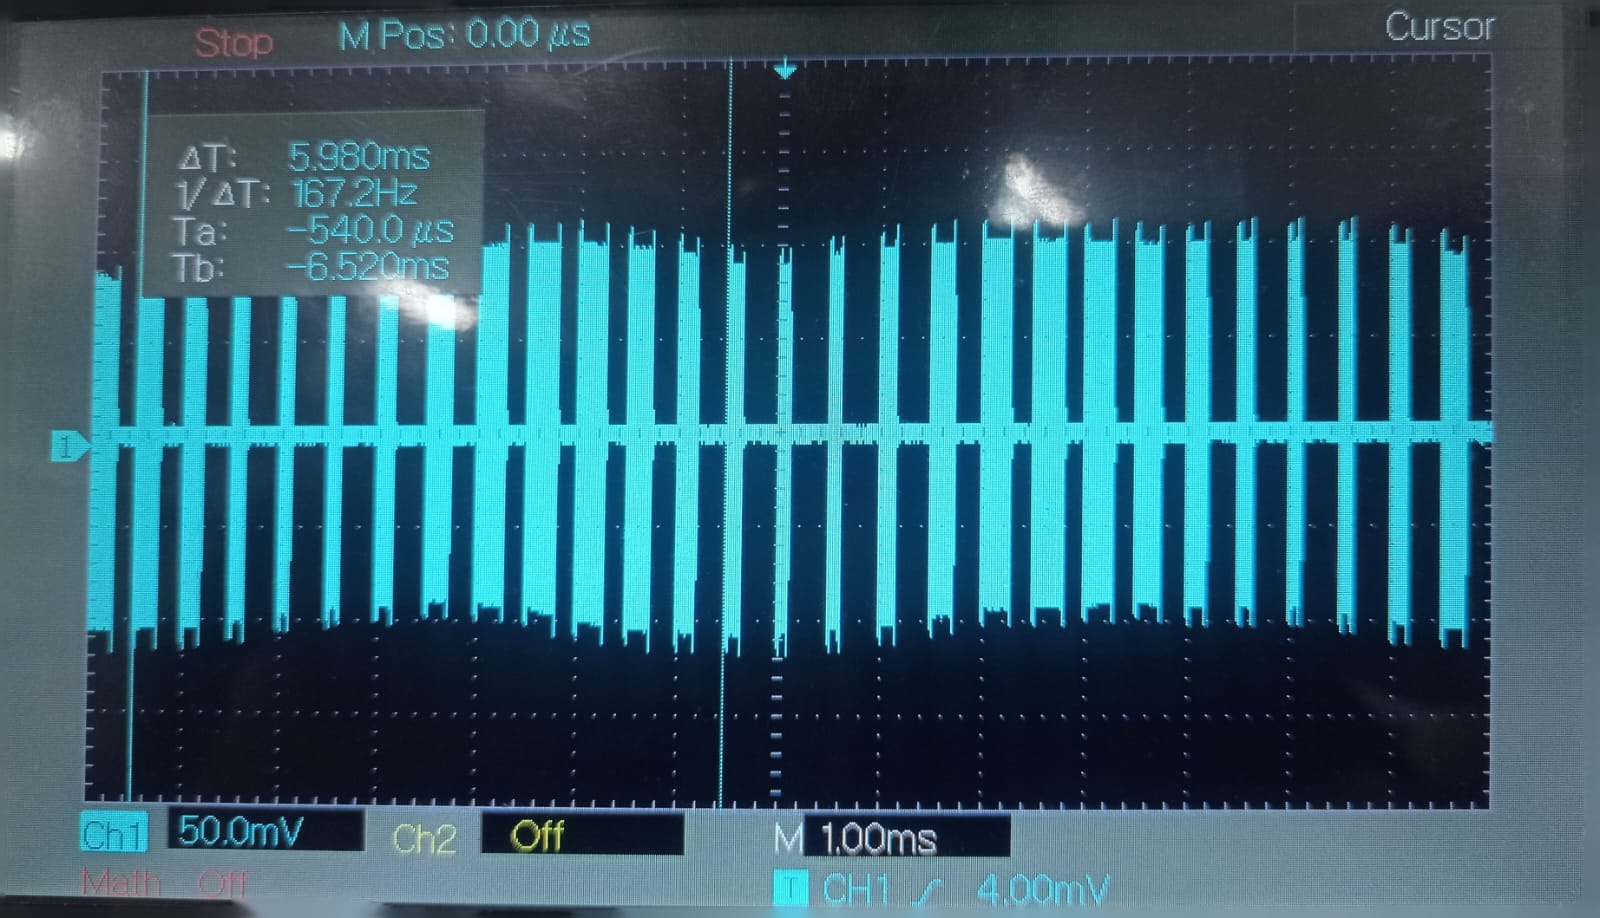 Stop M Pos: 0.00 μs Cursor
ΔT: 5.980ms
1/ΔT: 167.2Hz
Ta: -540.0 μs
Tb: -6.520ms
1
Ch1 50.0mV Ch2 Off M 1.00ms
Math Off T CH1 4.00mV